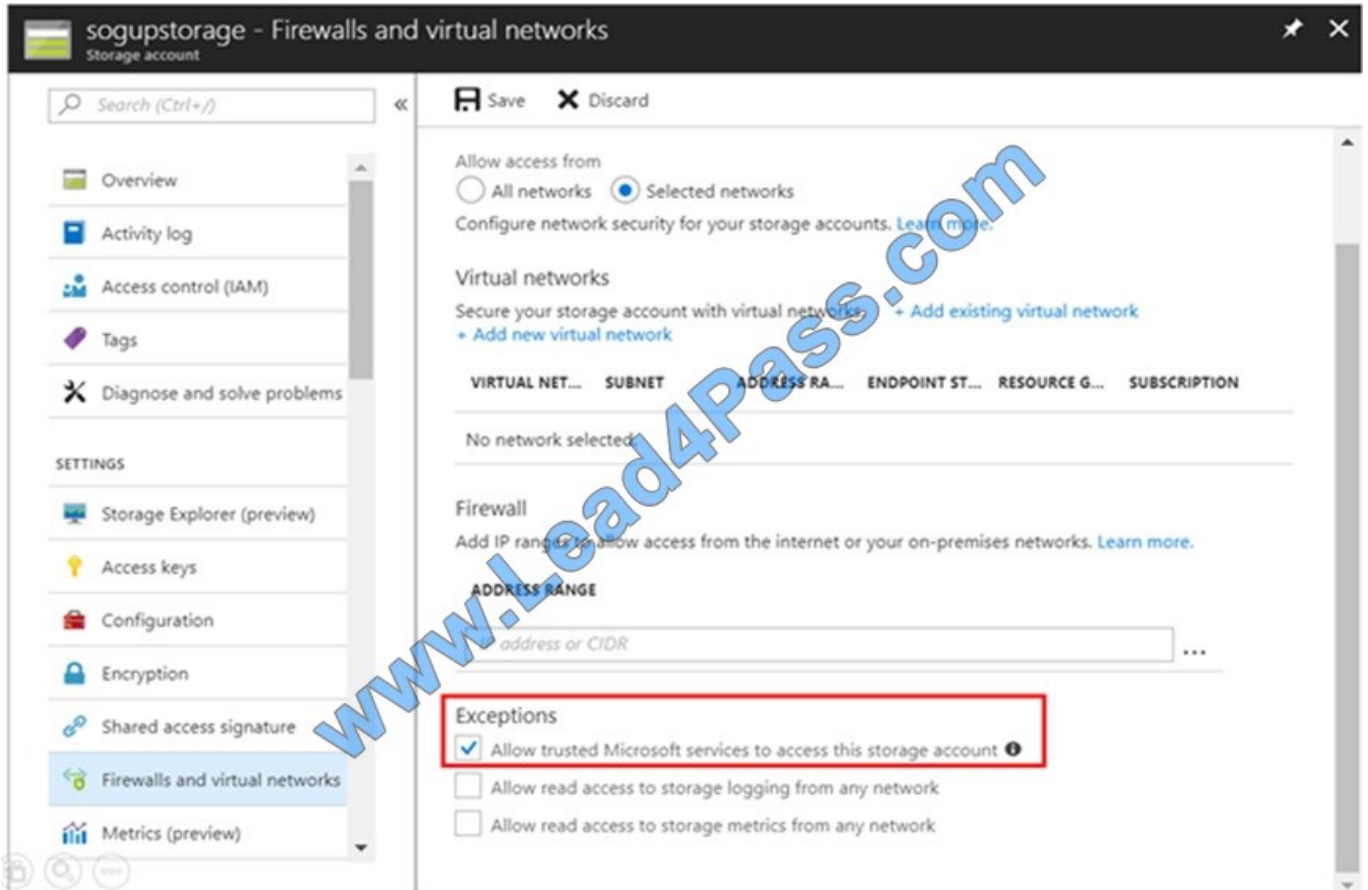 sogupstorage - Firewalls and virtual networks
Storage account
Search (Ctrl+/)
«
Overview
Activity log
Access control (IAM)
Tags
Diagnose and solve problems
SETTINGS
Storage Explorer (preview)
Access keys
Configuration
Encryption
Shared access signature
Firewalls and virtual networks
Metrics (preview)
Save Discard
Allow access from
All networks Selected networks
Configure network security for your storage accounts. Learn more.
Virtual networks
Secure your storage account with virtual networks. + Add existing virtual network
+ Add new virtual network
VIRTUAL NET... SUBNET ADDRESS RA... ENDPOINT ST... RESOURCE G... SUBSCRIPTION
No network selected.
Firewall
Add IP ranges to allow access from the internet or your on-premises networks. Learn more.
ADDRESS RANGE
IP address or CIDR
...
Exceptions
Allow trusted Microsoft services to access this storage account
Allow read access to storage logging from any network
Allow read access to storage metrics from any network
www.Lead4Pass.com